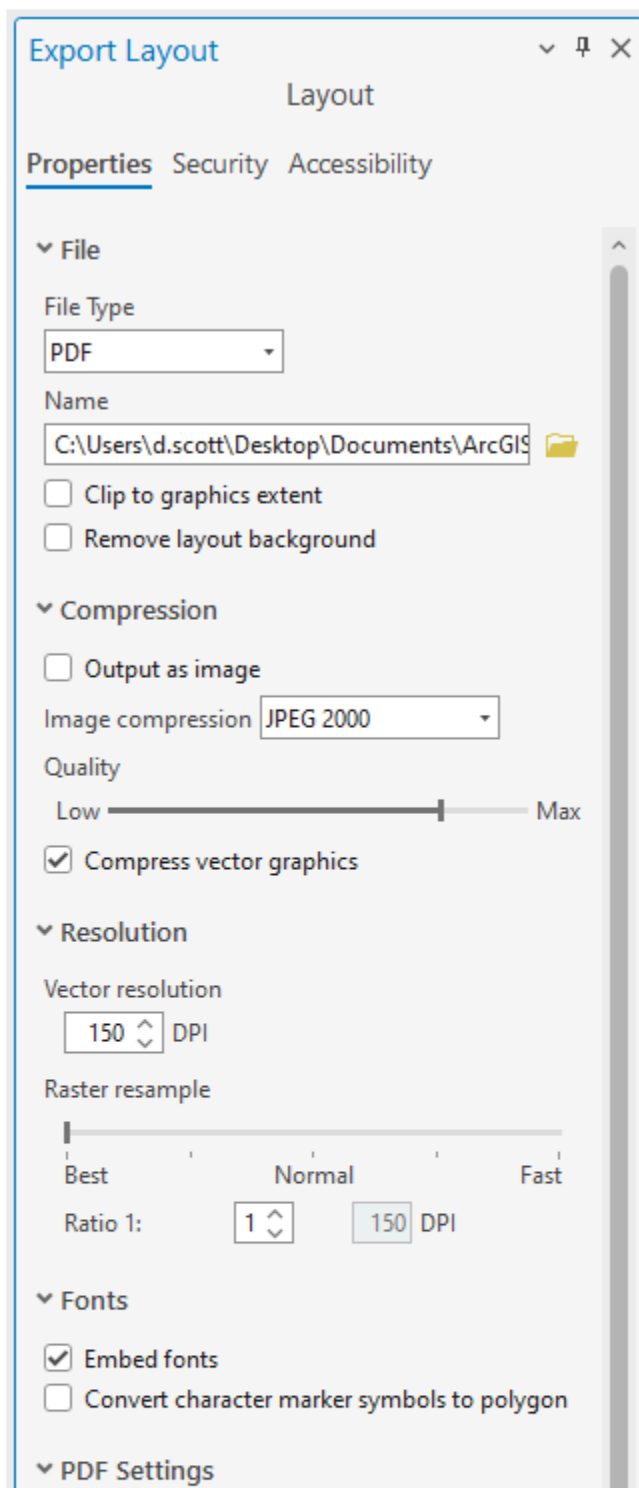 Export Layout
Layout
Properties Security Accessibility
File
File Type
PDF
Name
C:\Users\d.scott\Desktop\Documents\ArcGIS
Clip to graphics extent
Remove layout background
Compression
Output as image
Image compression JPEG 2000
Quality
Low Max
Compress vector graphics
Resolution
Vector resolution
150 DPI
Raster resample
Best Normal Fast
Ratio 1: 1 150 DPI
Fonts
Embed fonts
Convert character marker symbols to polygon
PDF Settings